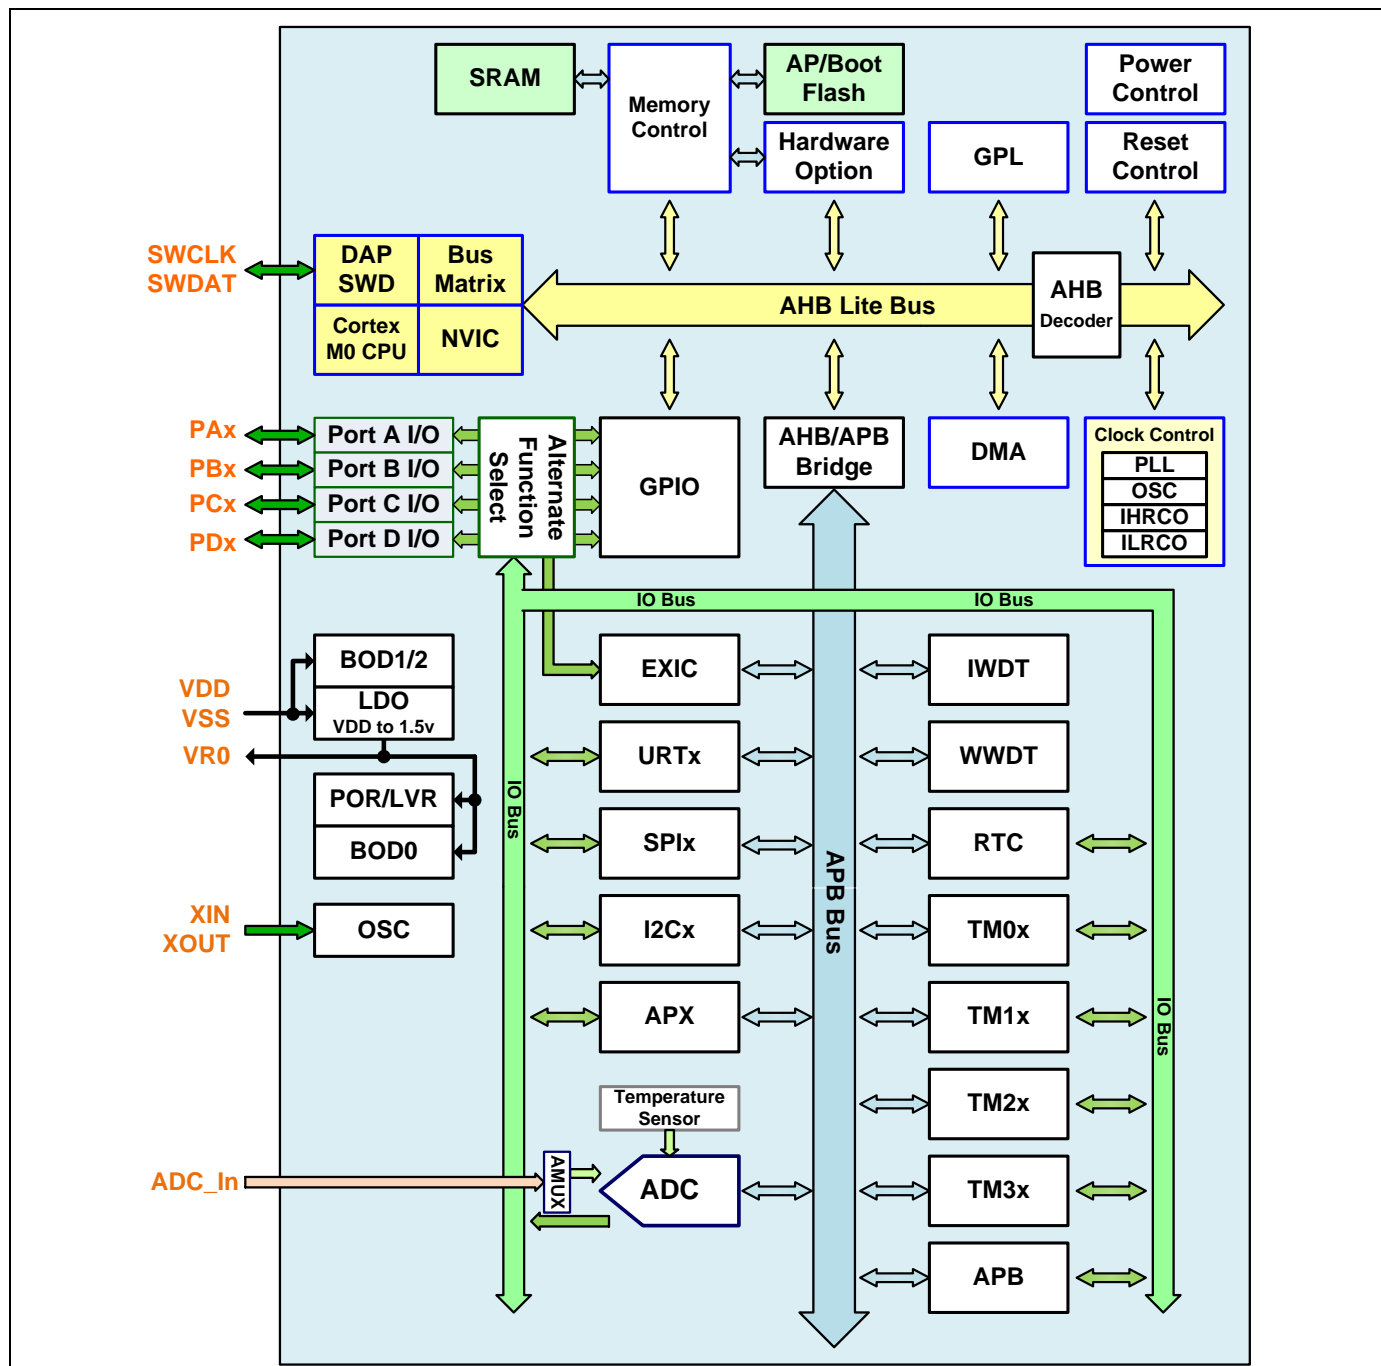 SRAM
Memory
Control
AP/Boot
Flash
Hardware
Option
GPL
Power
Control
Reset
Control
SWCLK
SWDAT
DAP
SWD
Bus
Matrix
Cortex
M0 CPU
NVIC
AHB Lite Bus
AHB
Decoder
PAx
PBx
PCx
PDx
Port A I/O
Port B I/O
Port C I/O
Port D I/O
Alternate
Function
Select
GPIO
AHB/APB
Bridge
DMA
Clock Control
PLL
OSC
IHRCO
ILRCO
IO Bus
IO Bus
VDD
VSS
VR0
BOD1/2
LDO
VDD to 1.5v
POR/LVR
BOD0
XIN
XOUT
OSC
IO Bus
EXIC
URTx
SPIx
I2Cx
APX
Temperature
Sensor
ADC_In
AMUX
ADC
APB Bus
IWDT
WWDT
RTC
TM0x
TM1x
TM2x
TM3x
APB
IO Bus